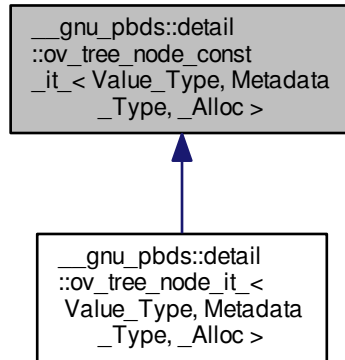 __gnu_pbds::detail
::ov_tree_node_const
_it_< Value_Type, Metadata
_Type, _Alloc >
__gnu_pbds::detail
::ov_tree_node_it_<
Value_Type, Metadata
_Type, _Alloc >